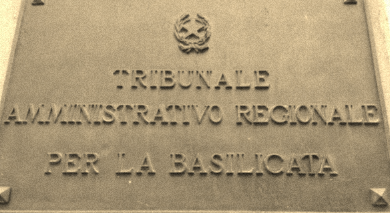 TRIBUNALE
AMMINISTRATIVO REGIONALE
PER LA BASILICATA